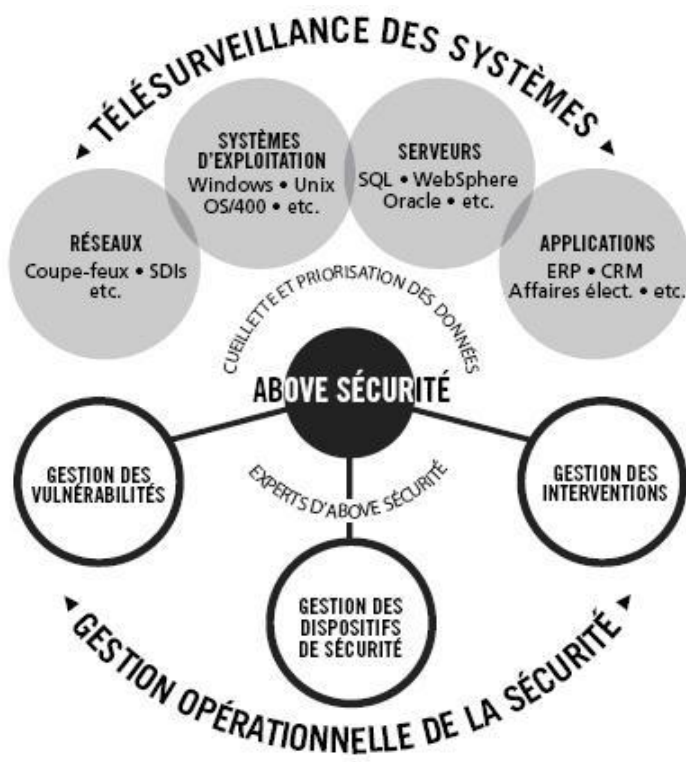 TÉLÉSURVEILLANCE DES SYSTÈMES
SYSTÈMES
D'EXPLOITATION
Windows • Unix
OS/400 • etc.
SERVEURS
SQL • WebSphere
Oracle • etc.
RÉSEAUX
Coupe-feux • SDIs
etc.
APPLICATIONS
ERP • CRM
Affaires élect. • etc.
CUEILLETTE ET PRIORISATION DES DONNÉES
ABOVE SÉCURITÉ
EXPERTS D'ABOVE SÉCURITÉ
GESTION DES
VULNÉRABILITÉS
GESTION DES
INTERVENTIONS
GESTION DES
DISPOSITIFS
DE SÉCURITÉ
GESTION OPÉRATIONNELLE DE LA SÉCURITÉ